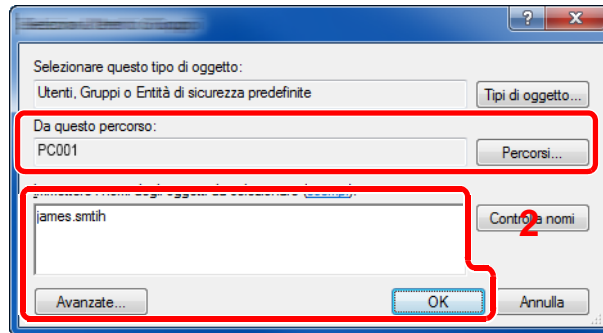 Selezionare questo tipo di oggetto:
Utenti, Gruppi o Entità di sicurezza predefinite
Tipi di oggetto...
Da questo percorso:
PC001
Percorsi...
james.smtih
Controlla nomi
2
Avanzate...
OK
Annulla